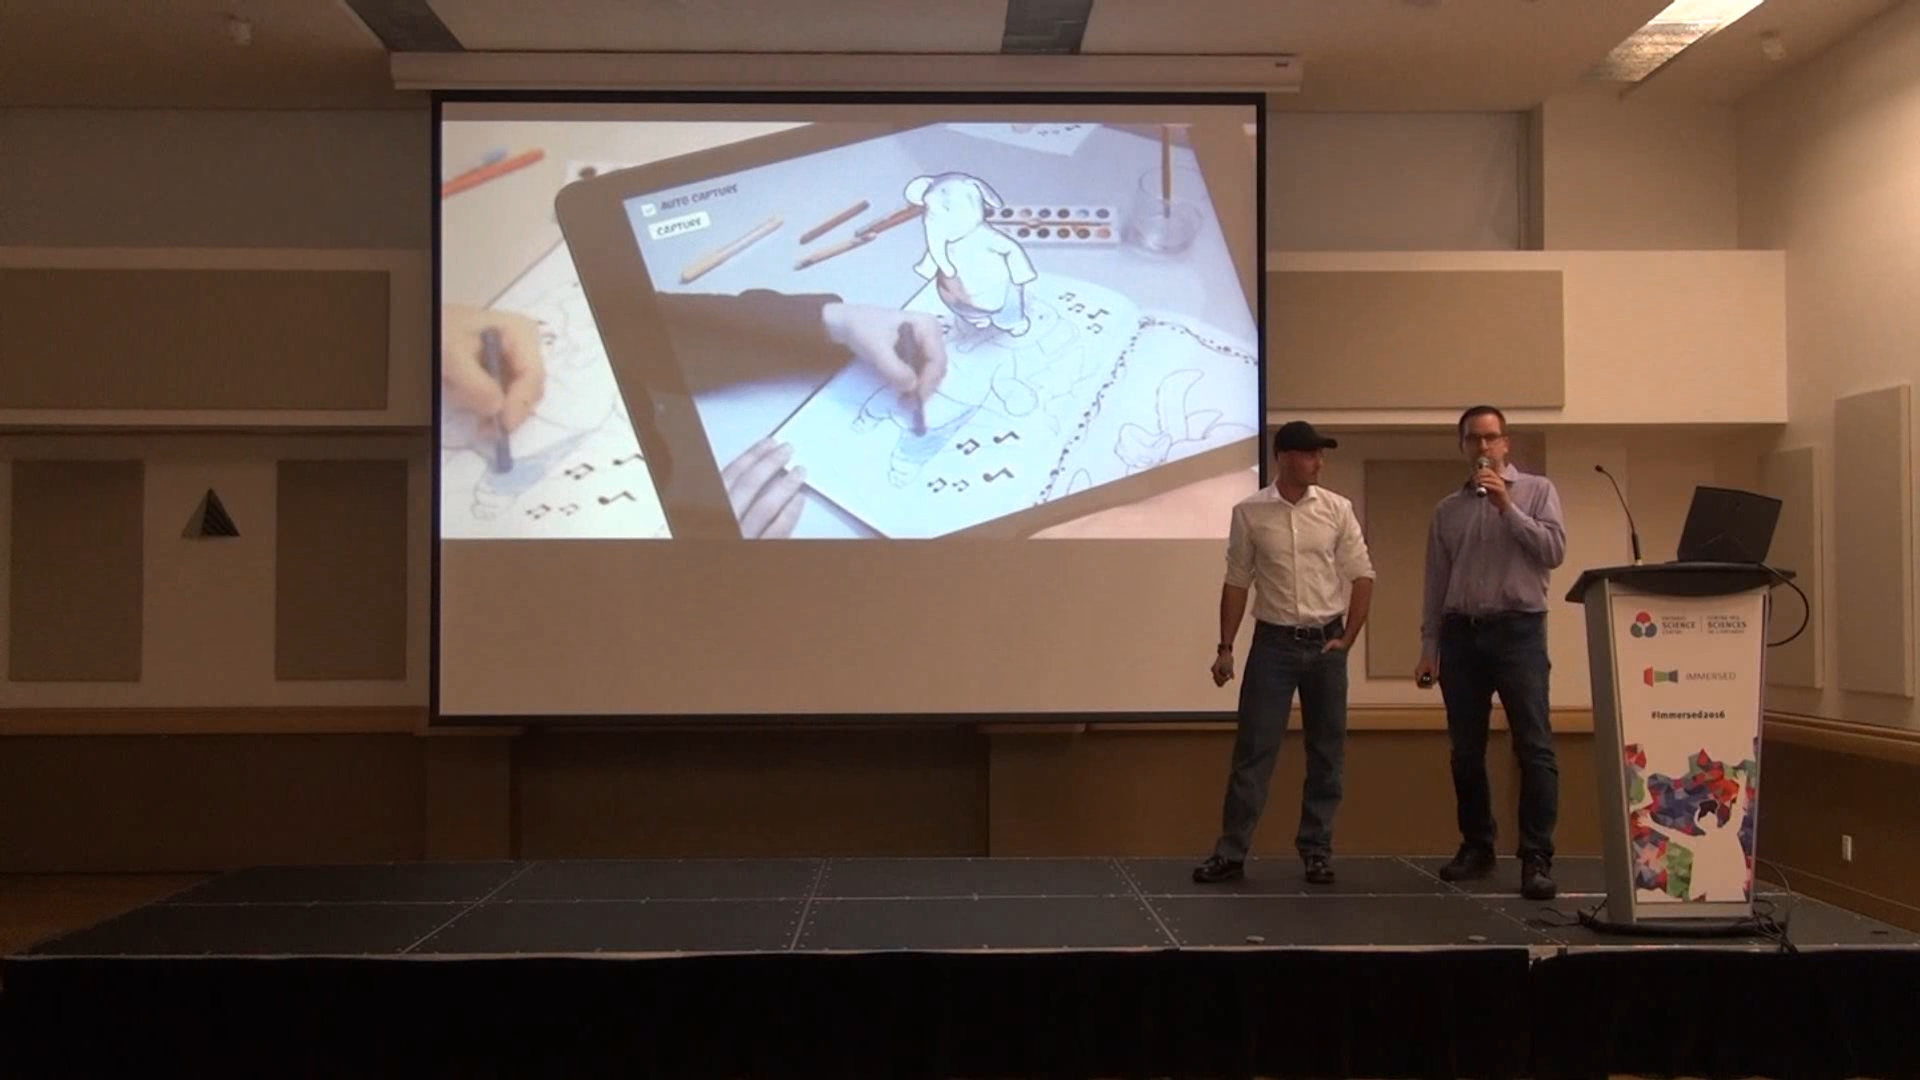 AUTO CAPTURE
CAPTURE
ONTARIO
SCIENCE
CENTRE
CENTRE DES
SCIENCES
DE L'ONTARIO
IMMERSED
#immersed2016